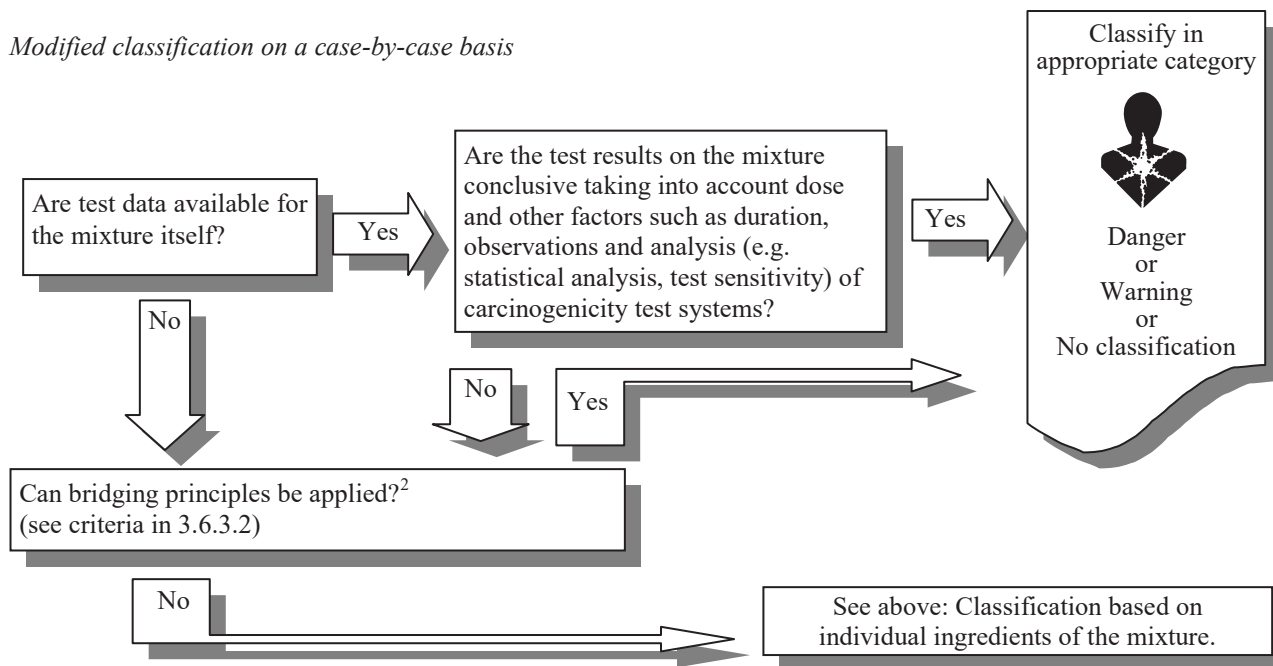 Modified classification on a case-by-case basis
Are test data available for
the mixture itself?
Yes
Are the test results on the mixture
conclusive taking into account dose
and other factors such as duration,
observations and analysis (e.g.
statistical analysis, test sensitivity) of
carcinogenicity test systems?
Yes
Classify in
appropriate category
Danger
or
Warning
or
No classification
No
No
Yes
Can bridging principles be applied?²
(see criteria in 3.6.3.2)
No
See above: Classification based on
individual ingredients of the mixture.